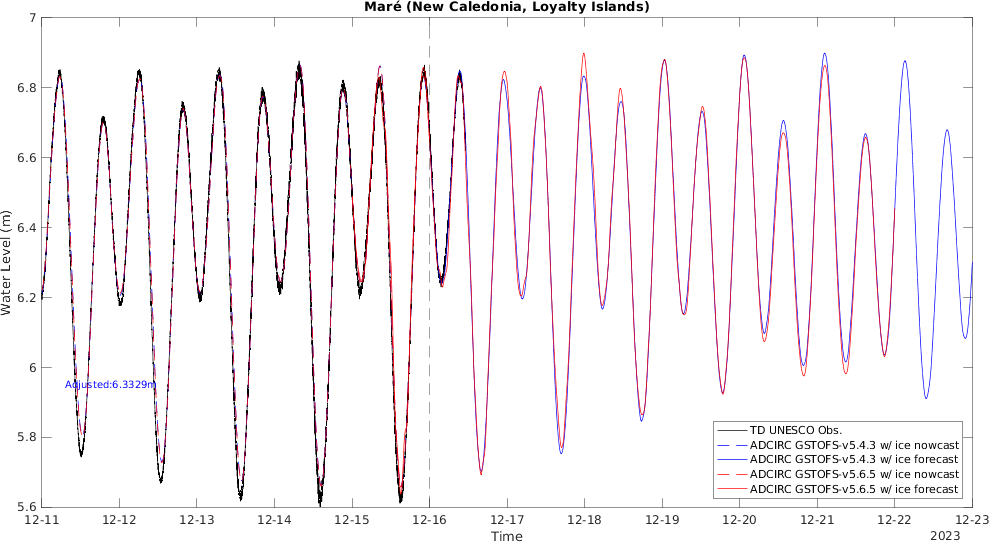 Maré (New Caledonia, Loyalty Islands)
7
6.8
6.6
6.4
6.2
6
5.8
5.6
Water Level (m)
Adjusted:6.3329m
TD UNESCO Obs.
ADCIRC GSTOFS-v5.4.3 w/ ice nowcast
ADCIRC GSTOFS-v5.4.3 w/ ice forecast
ADCIRC GSTOFS-v5.6.5 w/ ice nowcast
ADCIRC GSTOFS-v5.6.5 w/ ice forecast
12-11 12-12 12-13 12-14 12-15 12-16 12-17 12-18 12-19 12-20 12-21 12-22 12-23
Time
2023